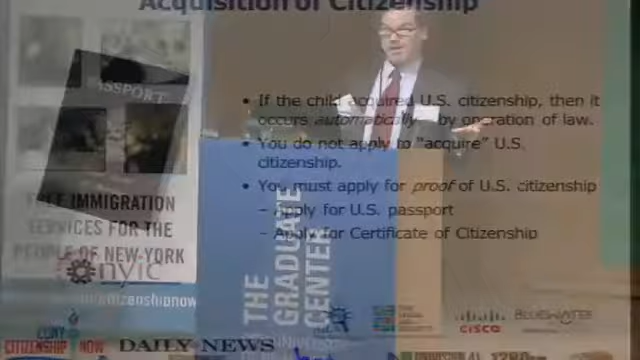 Acquisition of Citizenship
PASSPORT
• If the child acquired U.S. citizenship, then it
occurs automatically by operation of law.
• You do not apply to "acquire" U.S.
citizenship.
• You must apply for proof of U.S. citizenship
– Apply for U.S. passport
– Apply for Certificate of Citizenship
FREE IMMIGRATION
SERVICES FOR THE
PEOPLE OF NEW YORK
nyic
THE
GRADUATE
CENTER
CUNY
CITIZENSHIP NOW
DAILY NEWS
CISCO
BLUEWATER